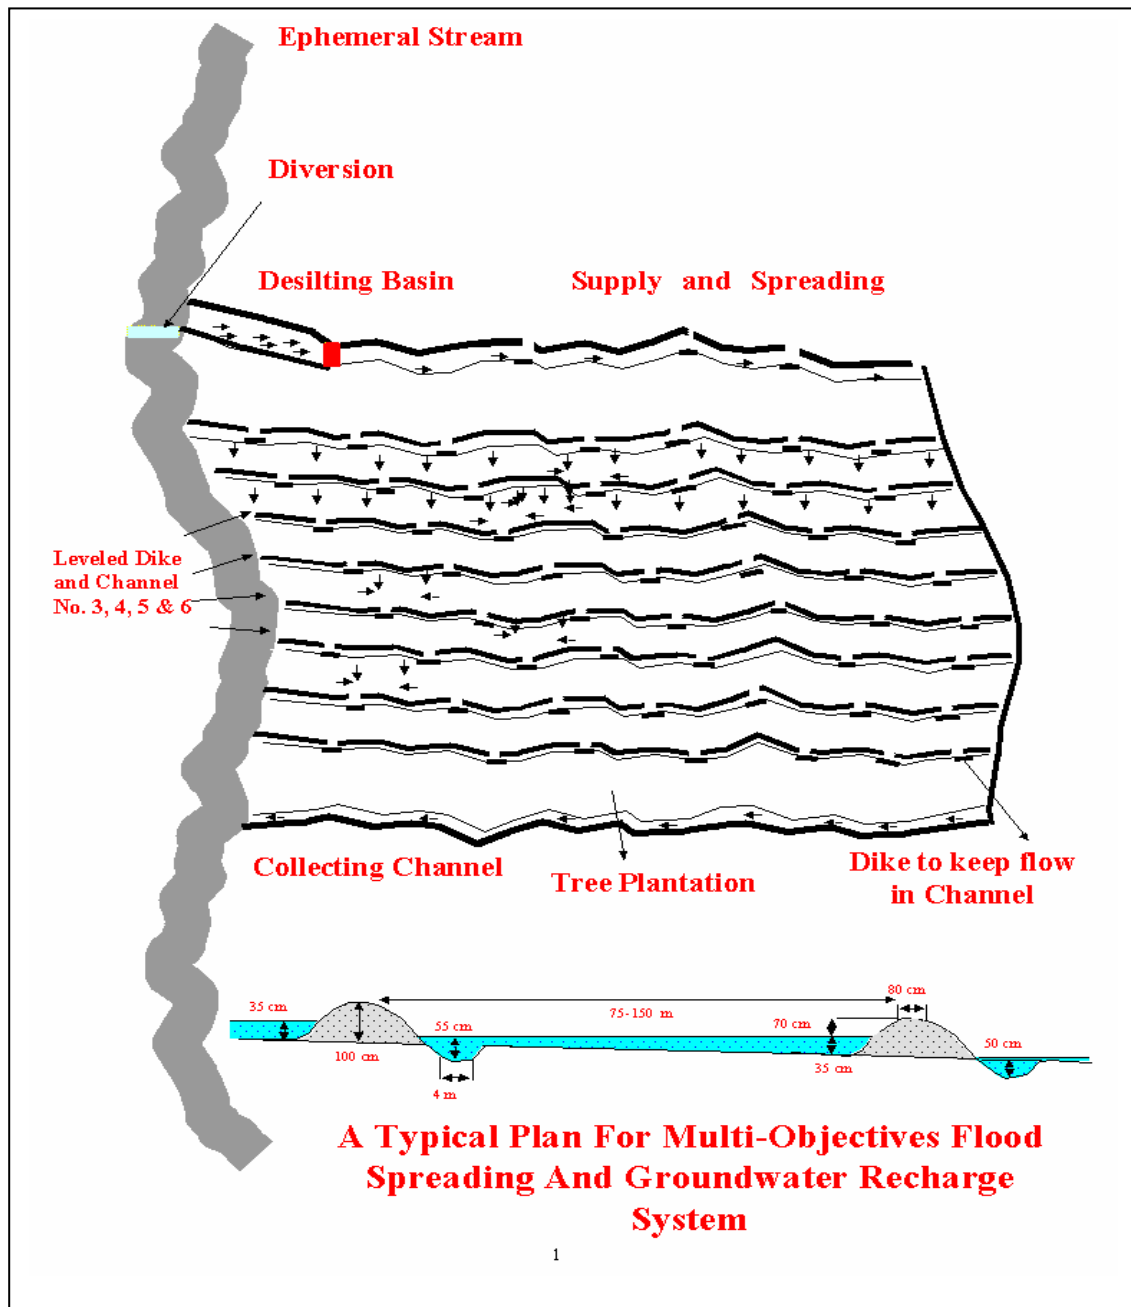 Ephemeral Stream
Diversion
Desilting Basin
Supply and Spreading
Leveled Dike
and Channel
No. 3, 4, 5 & 6
Collecting Channel
Tree Plantation
Dike to keep flow
in Channel
35 cm
100 cm
55 cm
4 m
75-150 m
70 cm
80 cm
35 cm
50 cm
A Typical Plan For Multi-Objectives Flood
Spreading And Groundwater Recharge
System
1